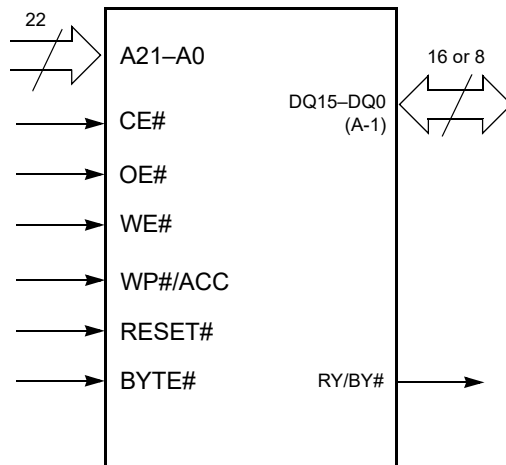 22
A21–A0
16 or 8
DQ15–DQ0
(A-1)
CE#
OE#
WE#
WP#/ACC
RESET#
BYTE#
RY/BY#